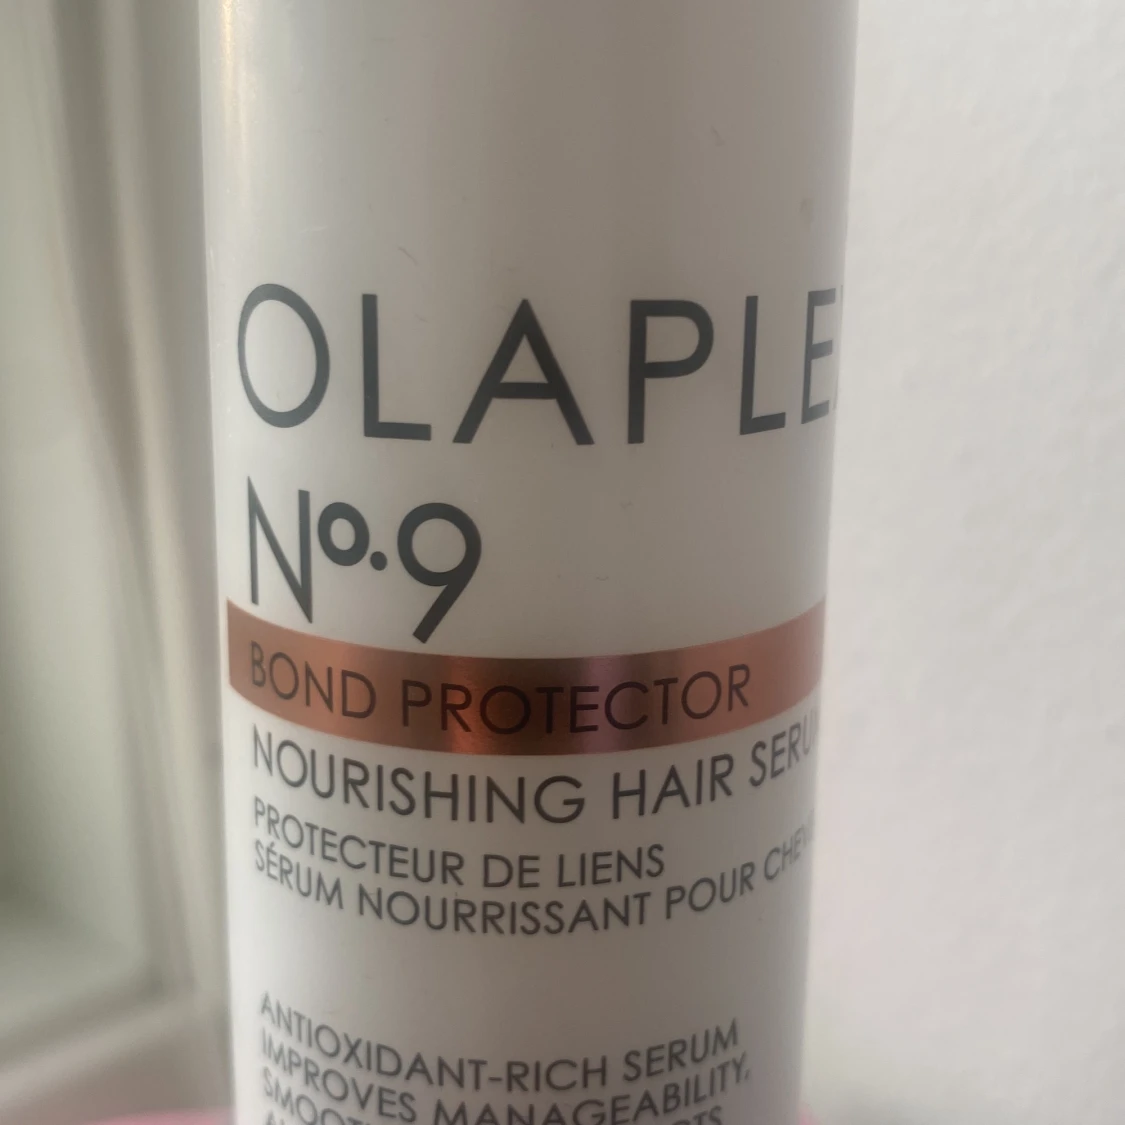 OLAPLE
Nº.9
BOND PROTECTOR
NOURISHING HAIR SERU
PROTECTEUR DE LIENS
SÉRUM NOURRISSANT POUR CHEV
ANTIOXIDANT-RICH SERUM
IMPROVES MANAGEABILITY,